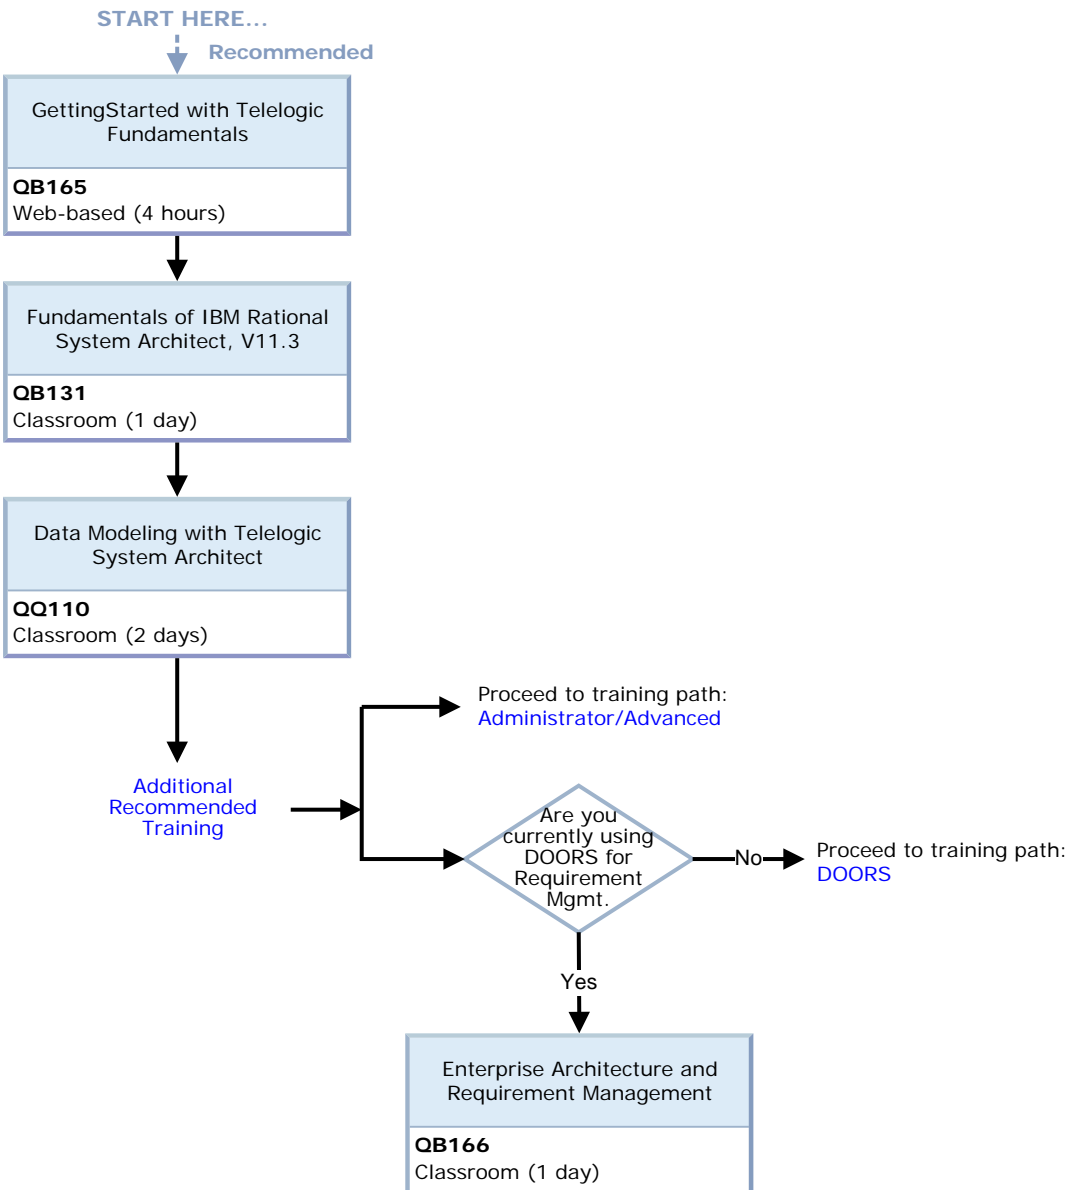 START HERE...
Recommended
GettingStarted with Telelogic
Fundamentals
QB165
Web-based (4 hours)
Fundamentals of IBM Rational
System Architect, V11.3
QB131
Classroom (1 day)
Data Modeling with Telelogic
System Architect
QQ110
Classroom (2 days)
Proceed to training path:
Administrator/Advanced
Additional
Recommended
Training
Are you
currently using
DOORS for
Requirement
Mgmt.
No
Proceed to training path:
DOORS
Yes
Enterprise Architecture and
Requirement Management
QB166
Classroom (1 day)